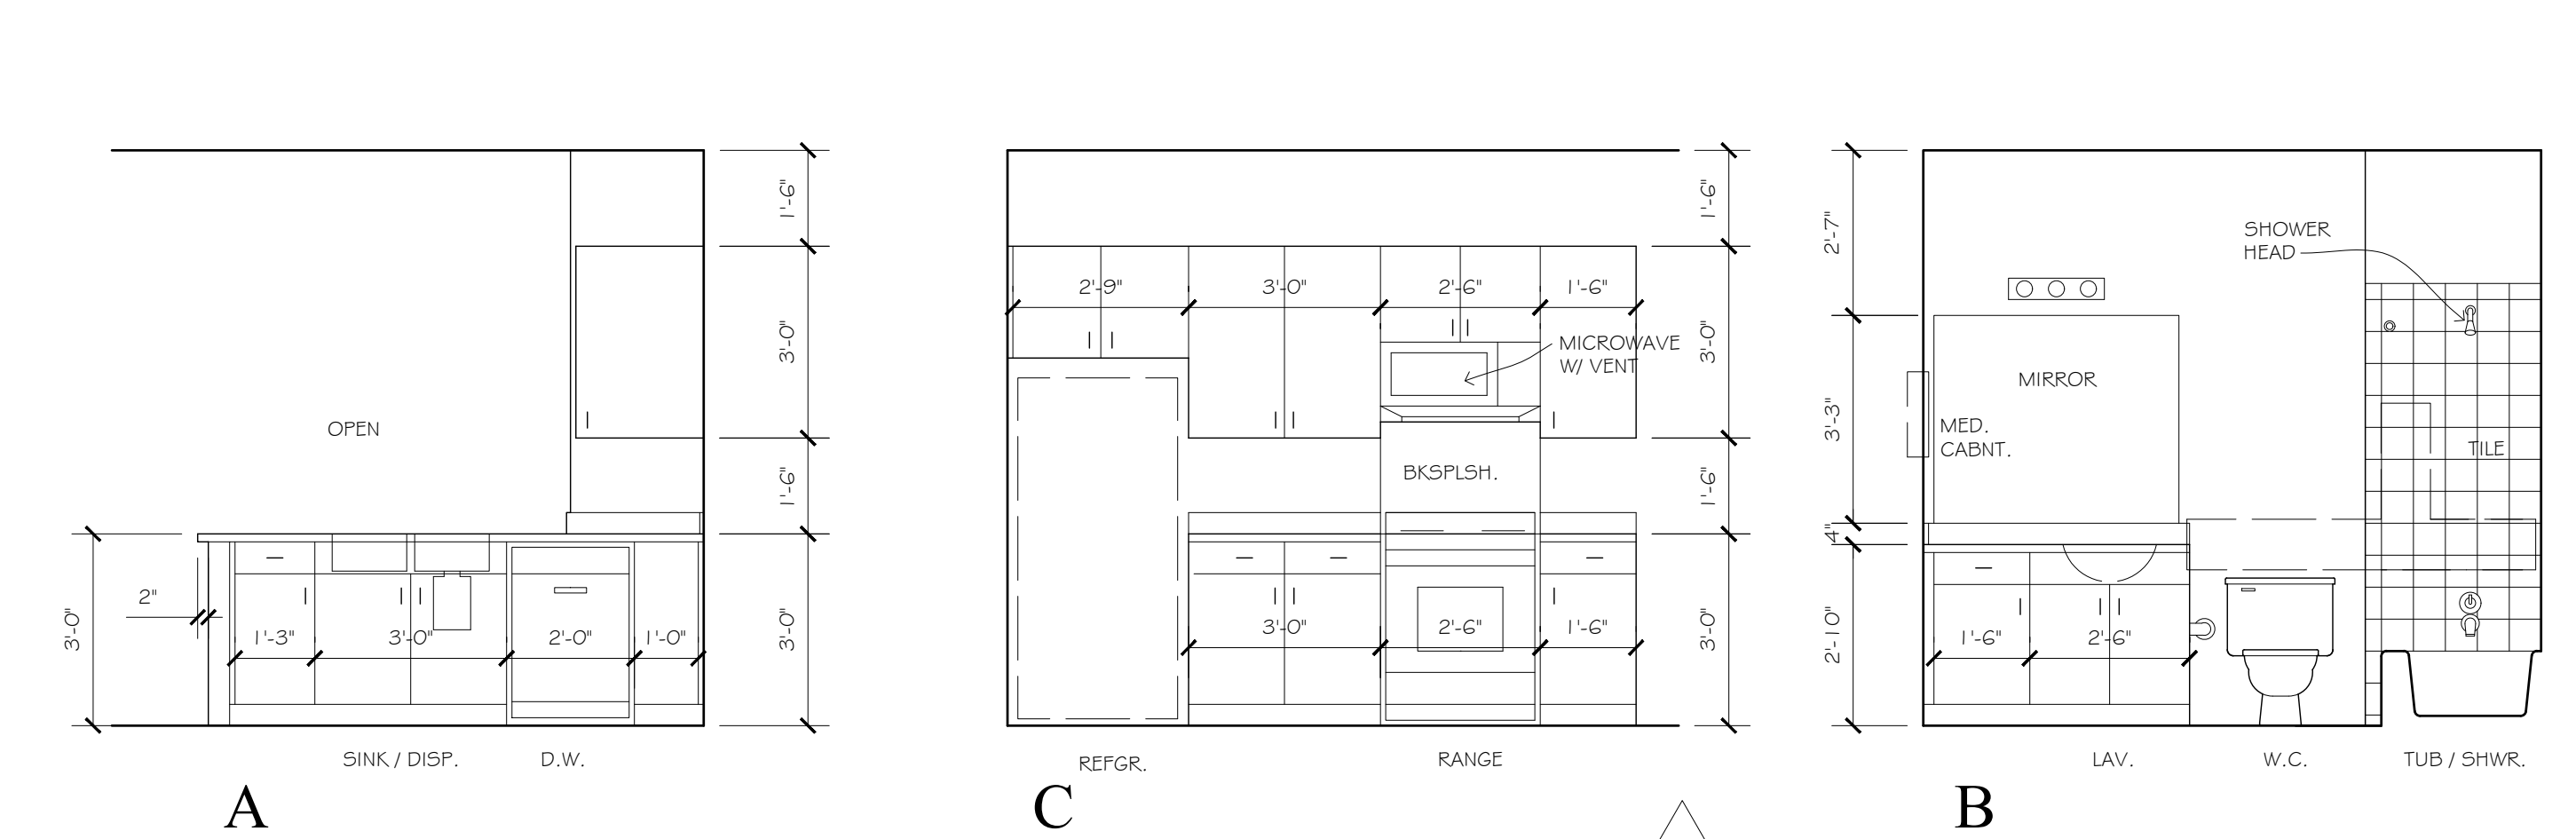 1'-6"
3'-0"
1'-6"
3'-0"
OPEN
3'-0"
2"
1'-3"
3'-0"
2'-0"
1'-0"
SINK / DISP.
D.W.
A
2'-9"
3'-0"
2'-6"
1'-6"
MICROWAVE
W/ VENT
BKSPLSH.
3'-0"
2'-6"
1'-6"
1'-6"
3'-0"
1'-6"
3'-0"
REFGR.
RANGE
C
2'-7"
3'-3"
4"
2'-10"
SHOWER
HEAD
MIRROR
MED.
CABNT.
TILE
1'-6"
2'-6"
LAV.
W.C.
TUB / SHWR.
B